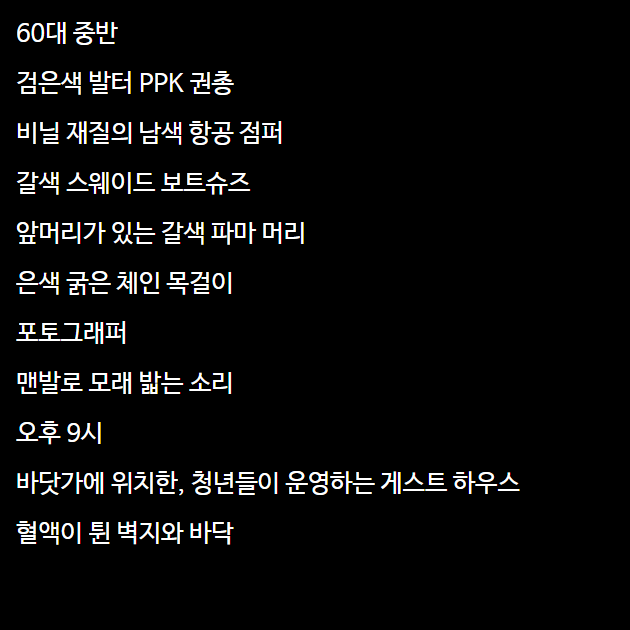 60대 중반
검은색 발터 PPK 권총
비닐 재질의 남색 항공 점퍼
갈색 스웨이드 보트슈즈
앞머리가 있는 갈색 파마 머리
은색 굵은 체인 목걸이
포토그래퍼
맨발로 모래 밟는 소리
오후 9시
바닷가에 위치한, 청년들이 운영하는 게스트 하우스
혈액이 튄 벽지와 바닥